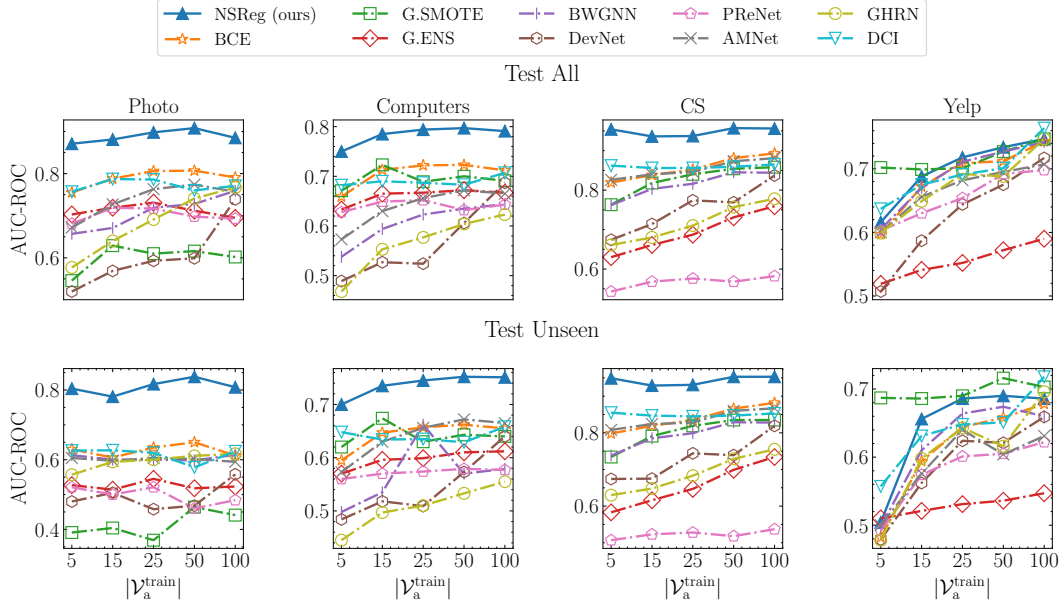 NSReg (ours) G.SMOTE BWGNN PReNet GHRN
BCE G.ENS DevNet AMNet DCI
Test All
Photo Computers CS Yelp
AUC-ROC
0.8
0.6
0.8
0.7
0.6
0.5
0.8
0.6
0.7
0.6
0.5
Test Unseen
AUC-ROC
0.8
0.6
0.4
0.7
0.6
0.5
0.8
0.6
0.7
0.6
0.5
5 15 25 50 100 5 15 25 50 100 5 15 25 50 100 5 15 25 50 100
|𝒱ₐᵗʳᵃⁱⁿ| |𝒱ₐᵗʳᵃⁱⁿ| |𝒱ₐᵗʳᵃⁱⁿ| |𝒱ₐᵗʳᵃⁱⁿ|